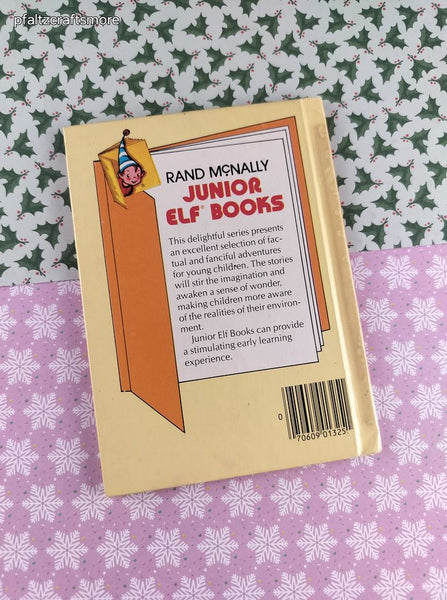 pfaltzcraftsmore
RAND McNALLY
JUNIOR
ELF® BOOKS
This delightful series presents
an excellent selection of fac-
tual and fanciful adventures
for young children. The stories
will stir the imagination and
awaken a sense of wonder,
making children more aware
of the realities of their environ-
ment.
Junior Elf Books can provide
a stimulating early learning
experience.
0
70609 01325